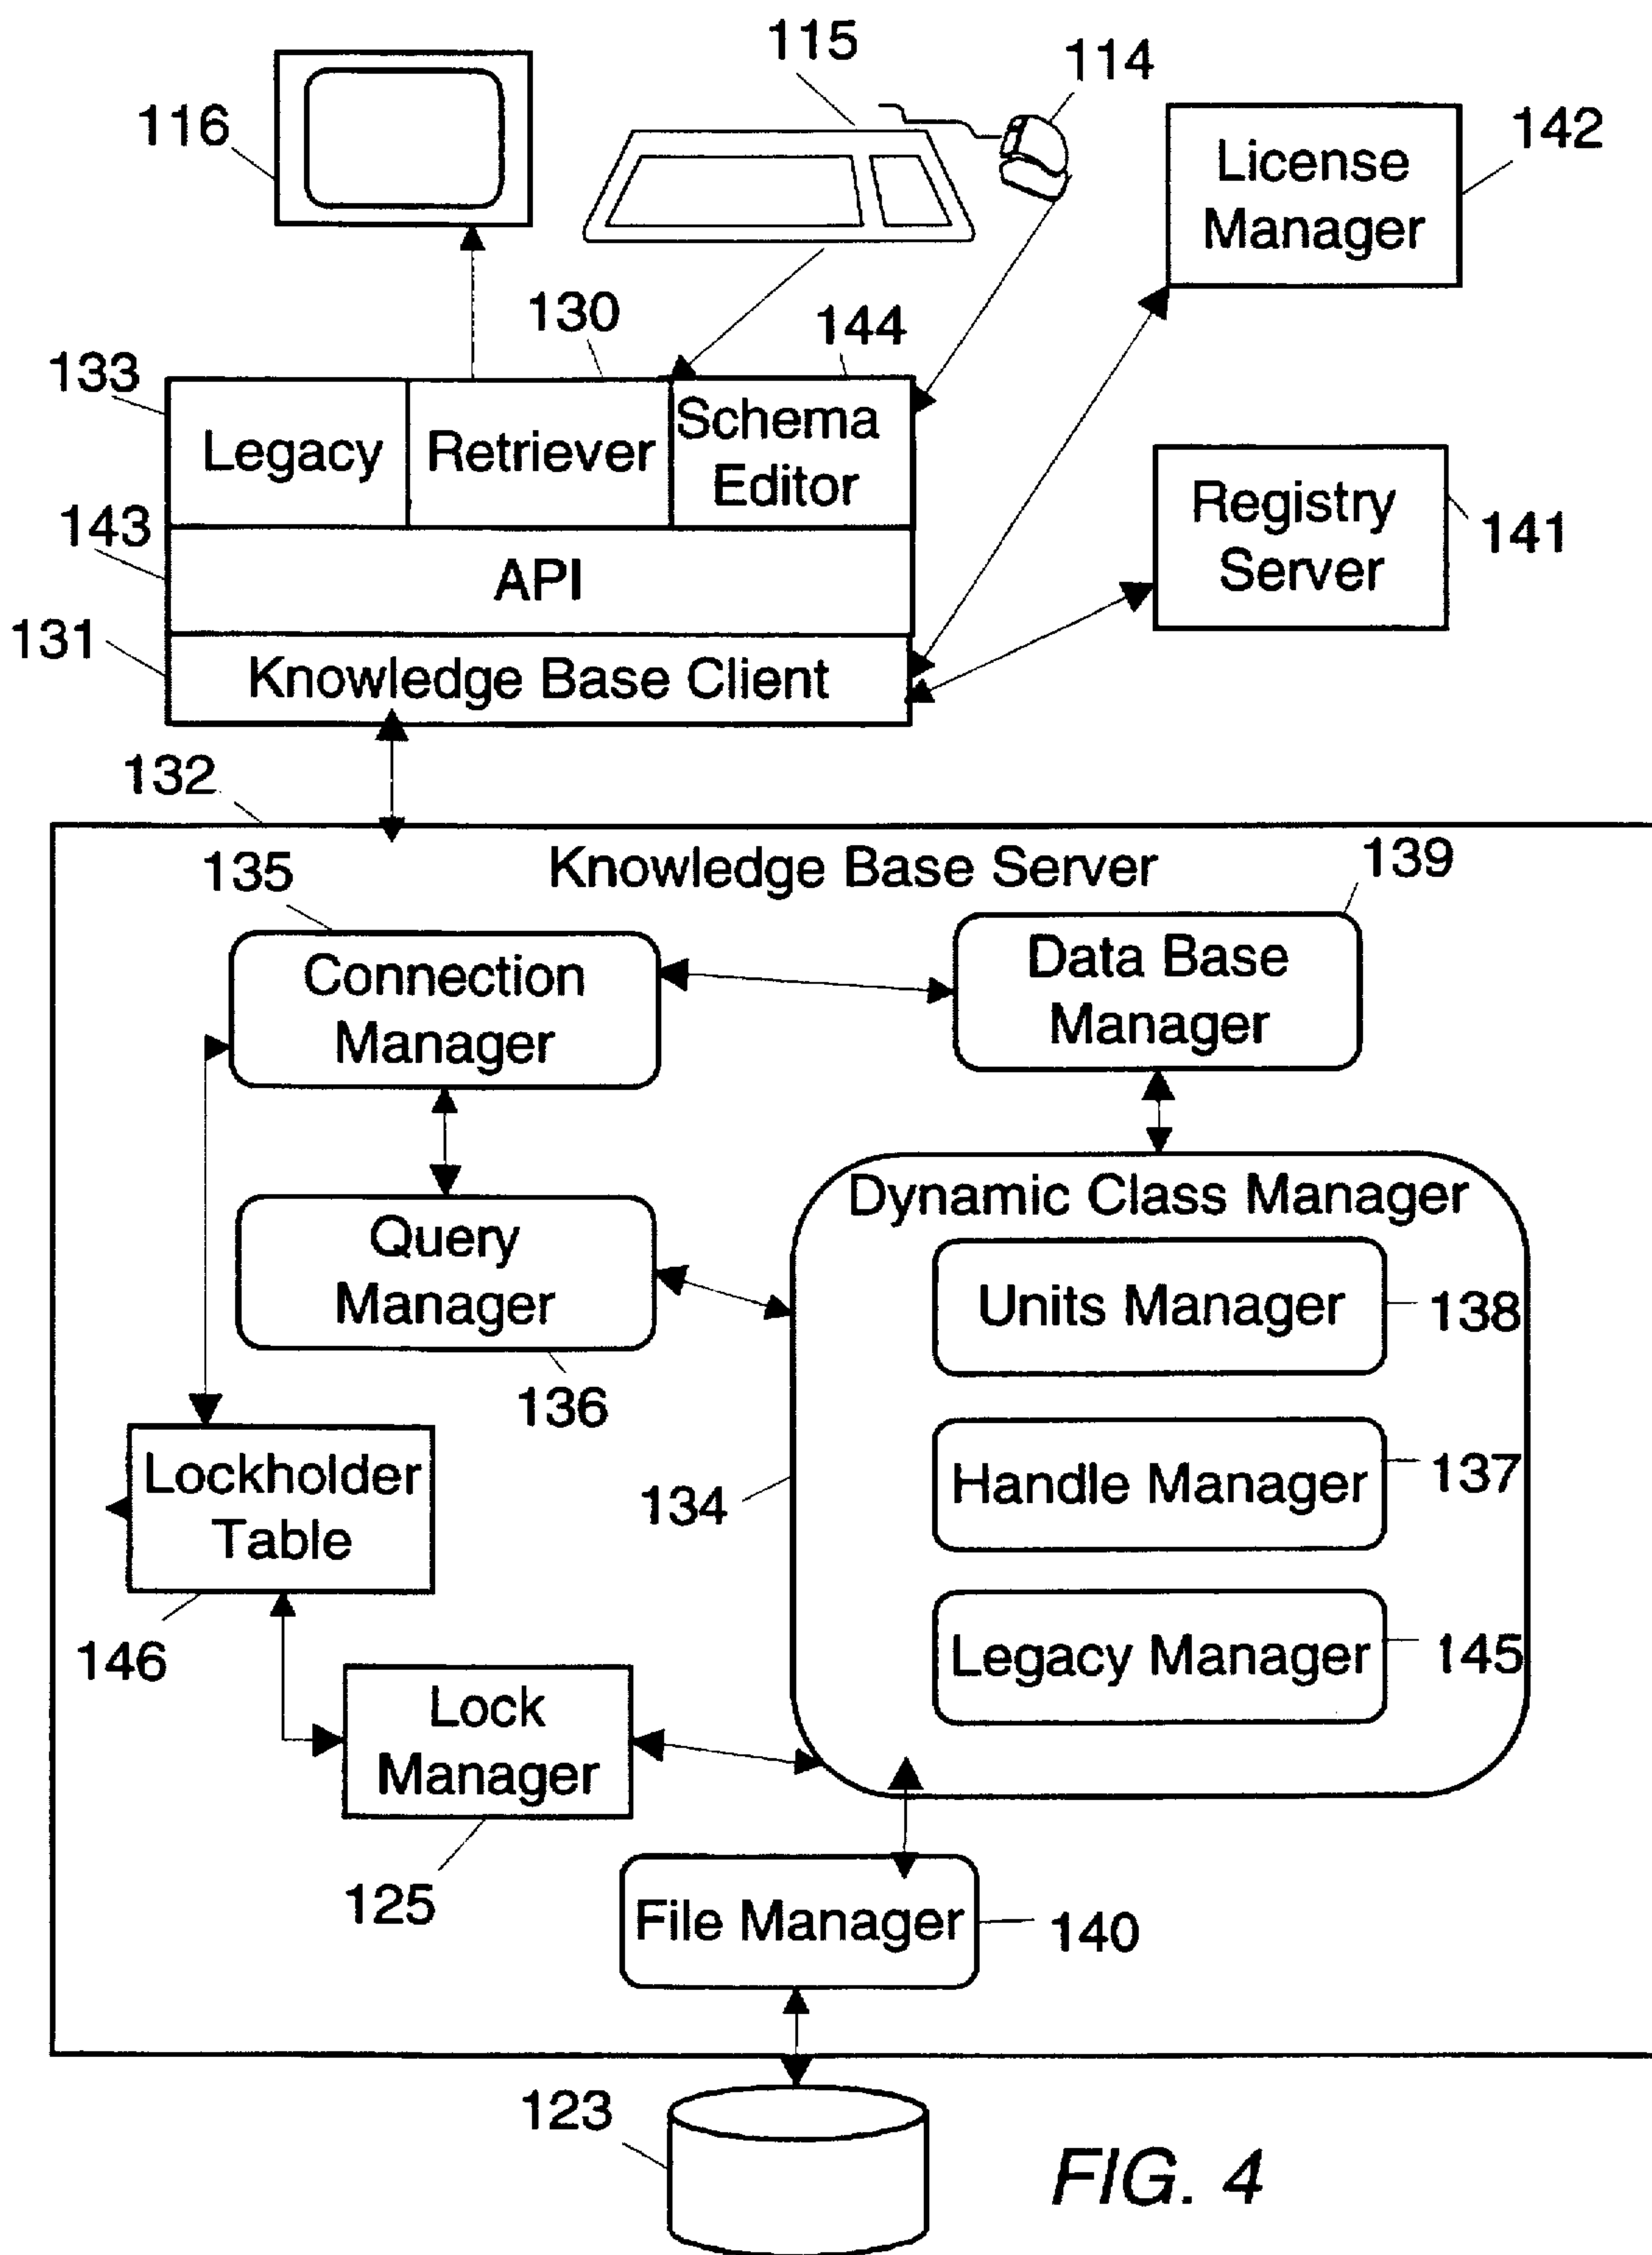 115
114
116
142
License
Manager
130
144
133
Legacy
Retriever
Schema
Editor
143
API
Registry
Server
141
131
Knowledge Base Client
132
Knowledge Base Server
135
139
Connection
Manager
Data Base
Manager
Query
Manager
136
Dynamic Class Manager
Units Manager
138
Handle Manager
137
134
Legacy Manager
145
Lockholder
Table
146
Lock
Manager
125
File Manager
140
123
FIG. 4